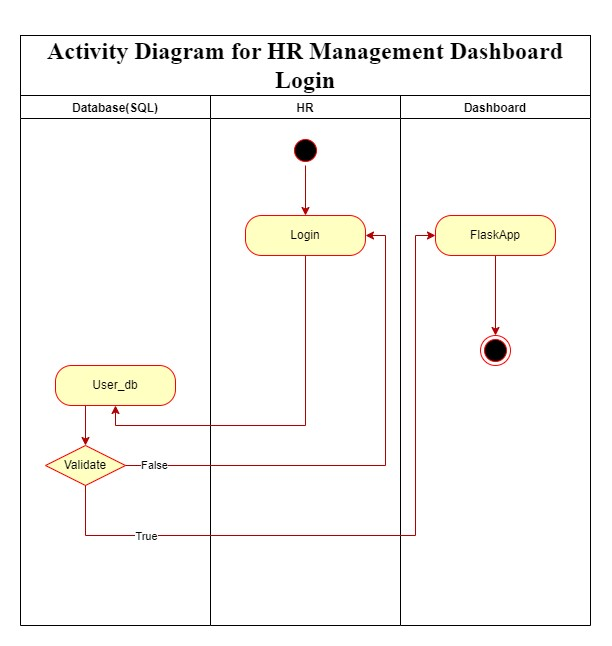 Activity Diagram for HR Management Dashboard
Login
Database(SQL)
HR
Dashboard
Login
FlaskApp
User_db
Validate
False
True